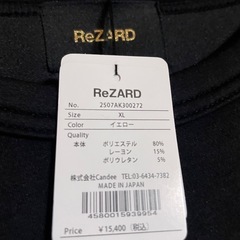 ReZARD
ReZARD
No. 2507AK300272
Size XL
Color イエロー
Quality
本体 ポリエステル 80%
レーヨン 15%
ポリウレタン 5%
株式会社Candee TEL:03-6434-7382
MADE IN JAPAN
4580015939954
Price ¥ 15,400 (税込)